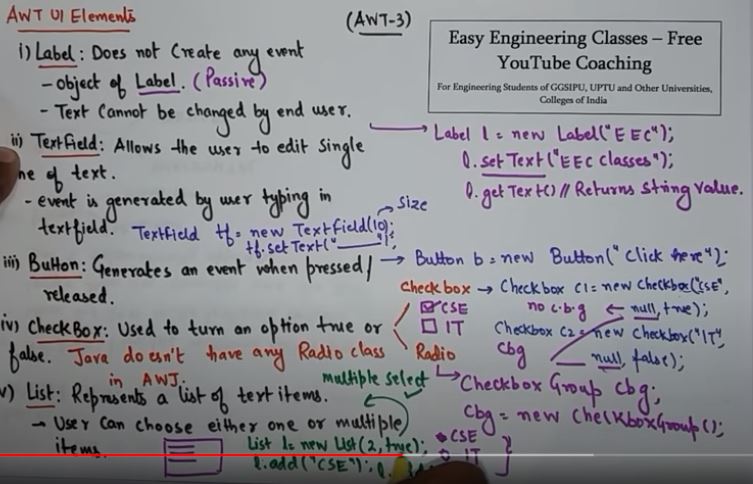 AWT UI Elements
(AWT-3)
Easy Engineering Classes – Free
YouTube Coaching
For Engineering Students of GGSIPU, UPTU and Other Universities,
Colleges of India
i) Label: Does not Create any event
- object of Label. (Passive)
- Text Cannot be changed by end user.
Label l = new Label("EEC");
l.setText("EEC classes");
l.getText() // Returns String value.
ii) TextField: Allows the user to edit single
ne of text.
- event is generated by user typing in
textfield.
Size
TextField tf= new TextField(10);
tf.setText("____");
iii) Button: Generates an event when pressed/
released.
Button b = new Button("Click here");
iv) CheckBox: Used to turn an option true or
false. Java doesn't have any Radio class
in AWT.
checkbox → Checkbox C1= new Checkbox("CSE",
null, true);
no c.b.g
CSE
IT
Checkbox C2= new Checkbox("IT",
null, false);
cbg
Radio
Checkbox Group cbg;
cbg = new CheckboxGroup();
CSE
IT
v) List: Represents a list of text items.
- User can choose either one or multiple
items.
multiple select
List l= new List(2, true);
l.add("CSE");